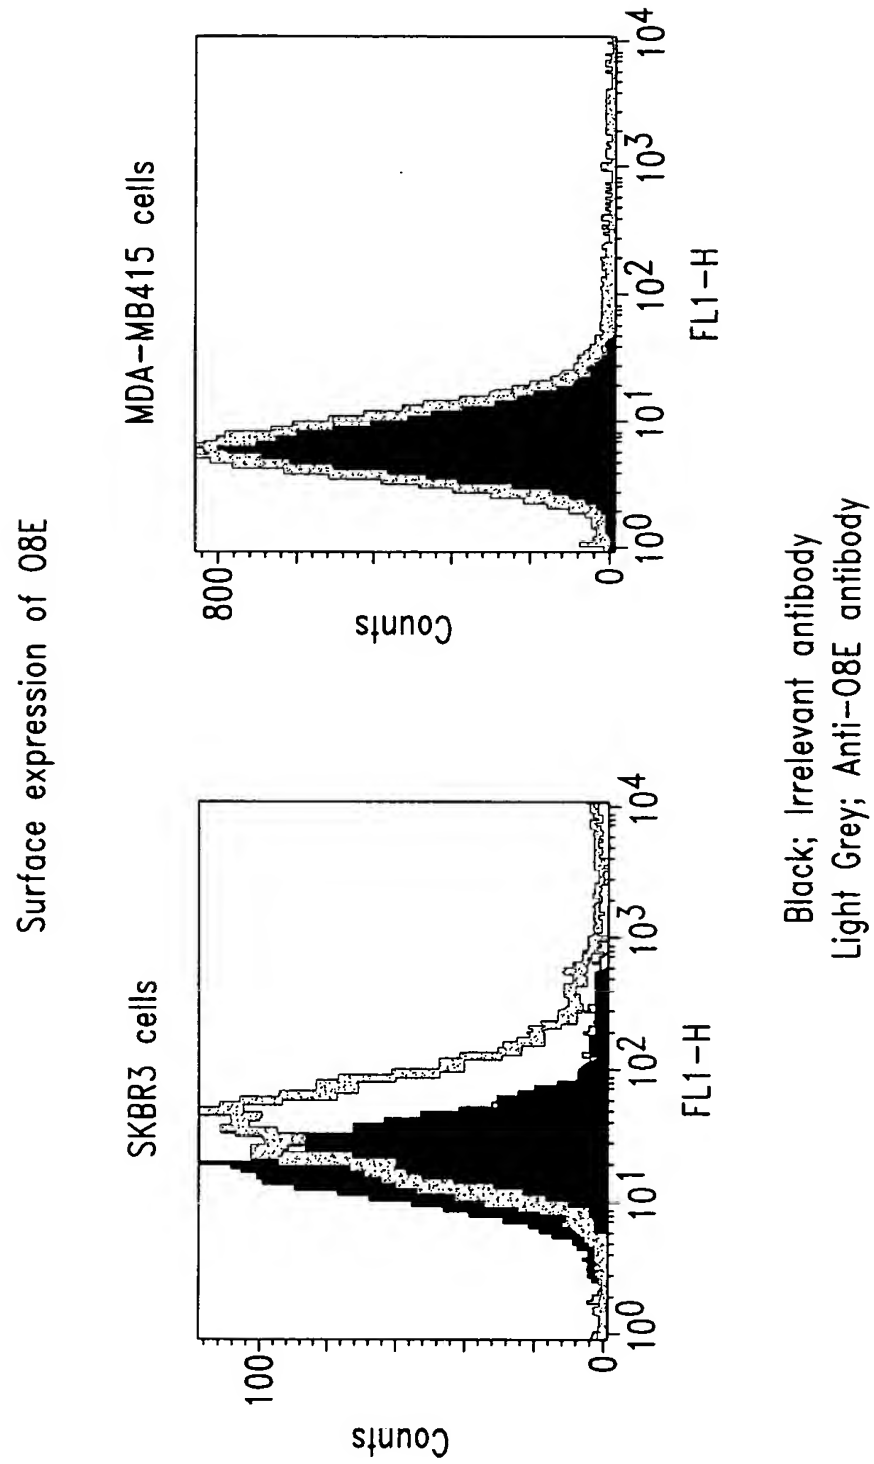 Surface expression of O8E
SKBR3 cells
Counts
100
0
10^0 10^1 10^2 10^3 10^4
FL1-H
MDA-MB415 cells
Counts
800
0
10^0 10^1 10^2 10^3 10^4
FL1-H
Black; Irrelevant antibody
Light Grey; Anti-O8E antibody